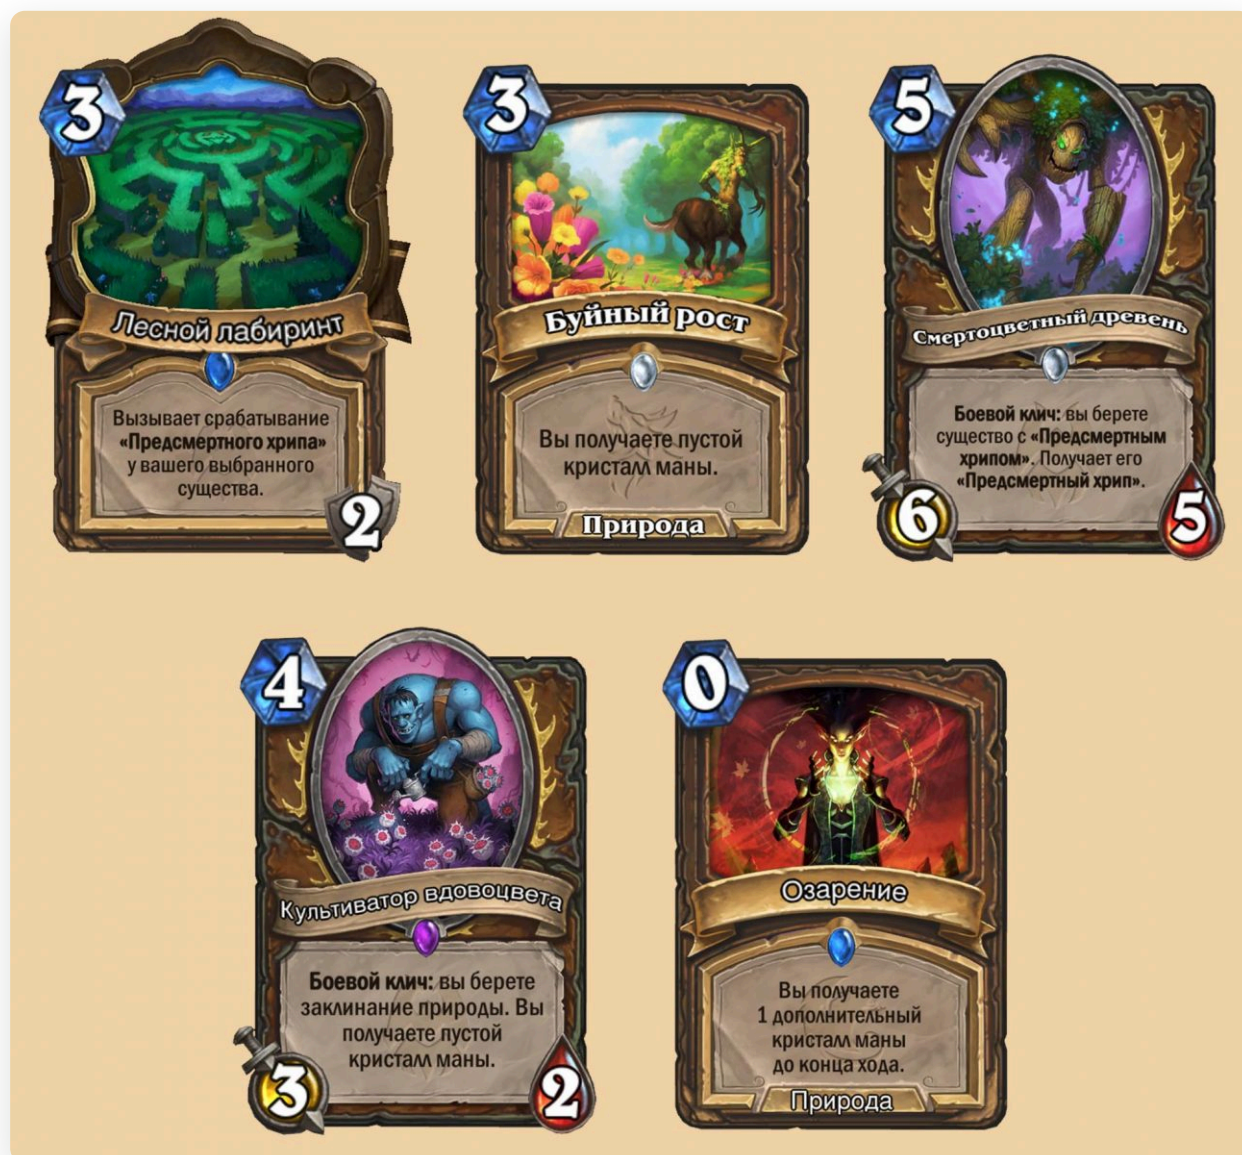 3
Лесной лабиринт
Вызывает срабатывание
«Предсмертного хрипа»
у вашего выбранного
существа.
2
3
Буйный рост
Вы получаете пустой
кристалл маны.
Природа
5
Смертоцветный древень
Боевой клич: вы берете
существо с «Предсмертным
хрипом». Получает его
«Предсмертный хрип».
6
5
4
Культиватор вдовоцвета
Боевой клич: вы берете
заклинание природы. Вы
получаете пустой
кристалл маны.
3
2
0
Озарение
Вы получаете
1 дополнительный
кристалл маны
до конца хода.
Природа